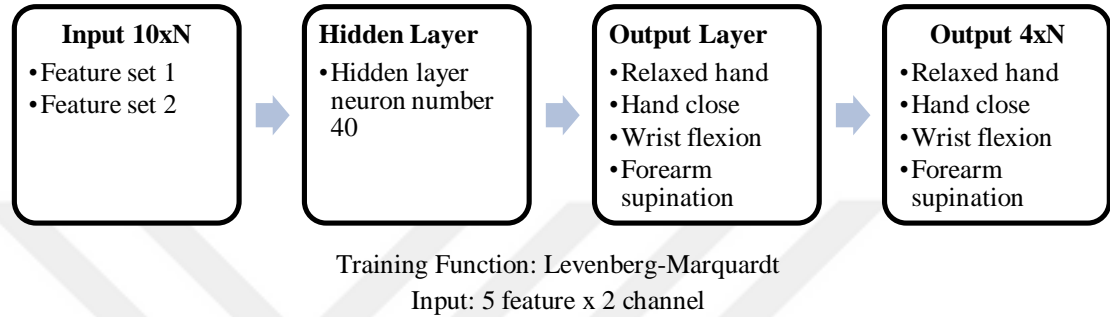 Input 10xN
•Feature set 1
•Feature set 2
Hidden Layer
•Hidden layer
neuron number
40
Output Layer
•Relaxed hand
•Hand close
•Wrist flexion
•Forearm
supination
Output 4xN
•Relaxed hand
•Hand close
•Wrist flexion
•Forearm
supination
Training Function: Levenberg-Marquardt
Input: 5 feature x 2 channel